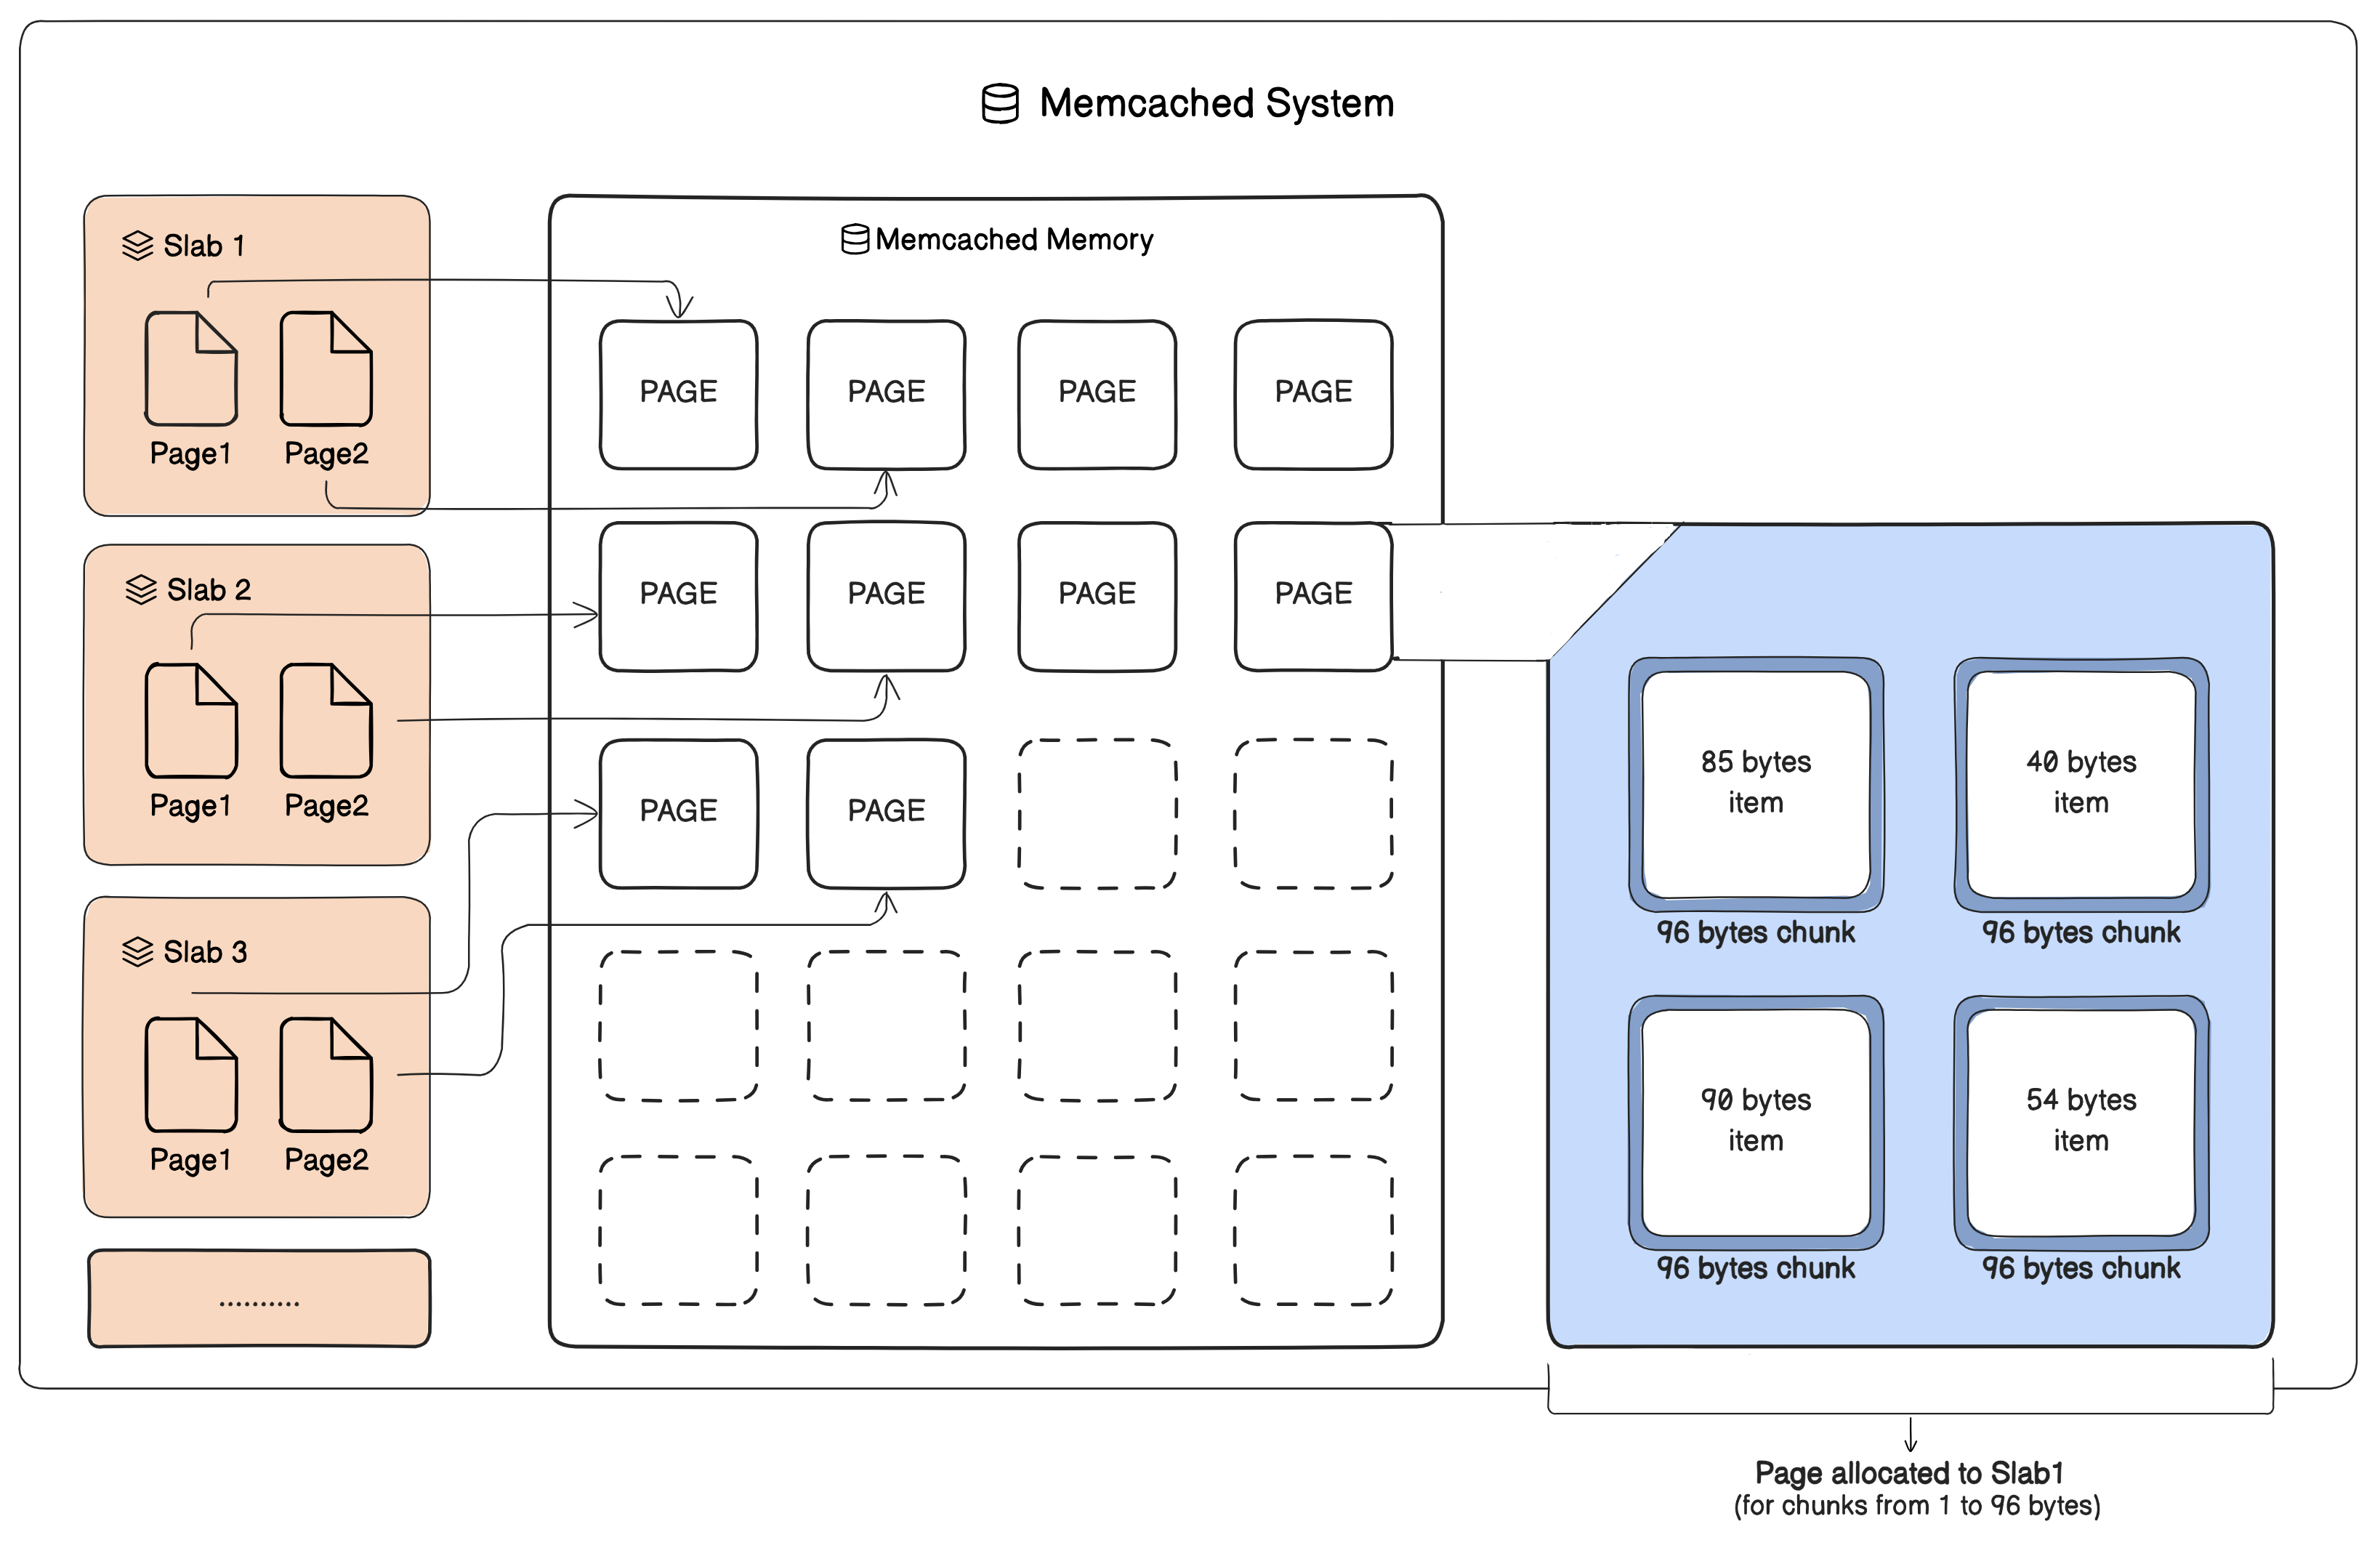 Memcached System
Slab 1
Page1
Page2
Slab 2
Page1
Page2
Slab 3
Page1
Page2
..........
Memcached Memory
PAGE
PAGE
PAGE
PAGE
PAGE
PAGE
PAGE
PAGE
PAGE
PAGE
85 bytes
item
96 bytes chunk
40 bytes
item
96 bytes chunk
90 bytes
item
96 bytes chunk
54 bytes
item
96 bytes chunk
Page allocated to Slab1
(for chunks from 1 to 96 bytes)